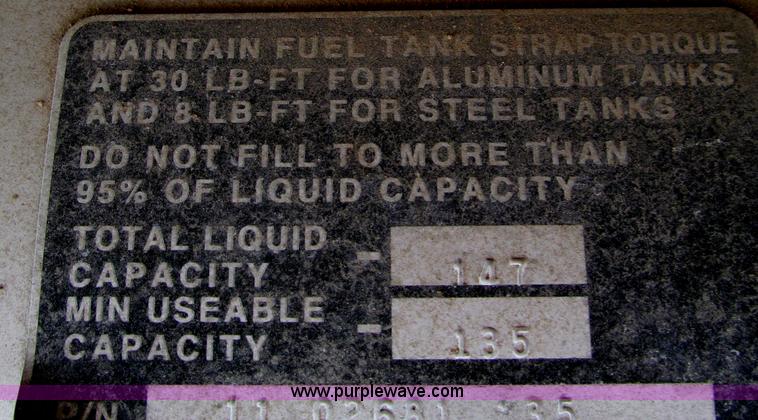 MAINTAIN FUEL TANK STRAP TORQUE
AT 30 LB-FT FOR ALUMINUM TANKS
AND 8 LB-FT FOR STEEL TANKS
DO NOT FILL TO MORE THAN
95% OF LIQUID CAPACITY
TOTAL LIQUID
CAPACITY - 147
MIN USEABLE
CAPACITY - 135
www.purplewave.com
P/N 11